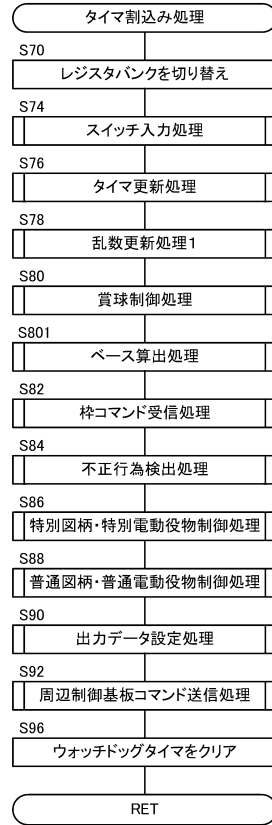 タイマ割込み処理
S70
レジスタバンクを切り替え
S74
スイッチ入力処理
S76
タイマ更新処理
S78
乱数更新処理1
S80
賞球制御処理
S801
ベース算出処理
S82
枠コマンド受信処理
S84
不正行為検出処理
S86
特別図柄・特別電動役物制御処理
S88
普通図柄・普通電動役物制御処理
S90
出力データ設定処理
S92
周辺制御基板コマンド送信処理
S96
ウォッチドッグタイマをクリア
RET